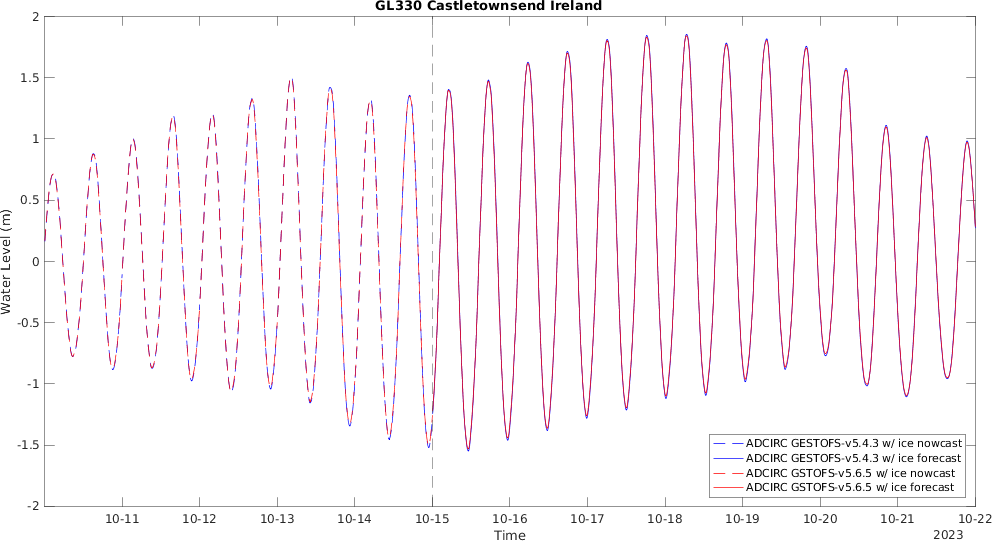 GL330 Castletownsend Ireland
Water Level (m)
2
1.5
1
0.5
0
-0.5
-1
-1.5
-2
ADCIRC GESTOFS-v5.4.3 w/ ice nowcast
ADCIRC GESTOFS-v5.4.3 w/ ice forecast
ADCIRC GSTOFS-v5.6.5 w/ ice nowcast
ADCIRC GSTOFS-v5.6.5 w/ ice forecast
10-11 10-12 10-13 10-14 10-15 10-16 10-17 10-18 10-19 10-20 10-21 10-22
Time
2023